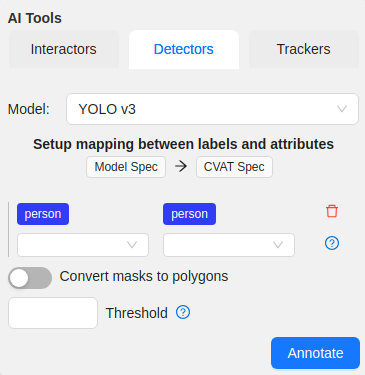 AI Tools
Interactors Detectors Trackers
Model: YOLO v3
Setup mapping between labels and attributes
Model Spec → CVAT Spec
person person
Convert masks to polygons
Threshold
Annotate